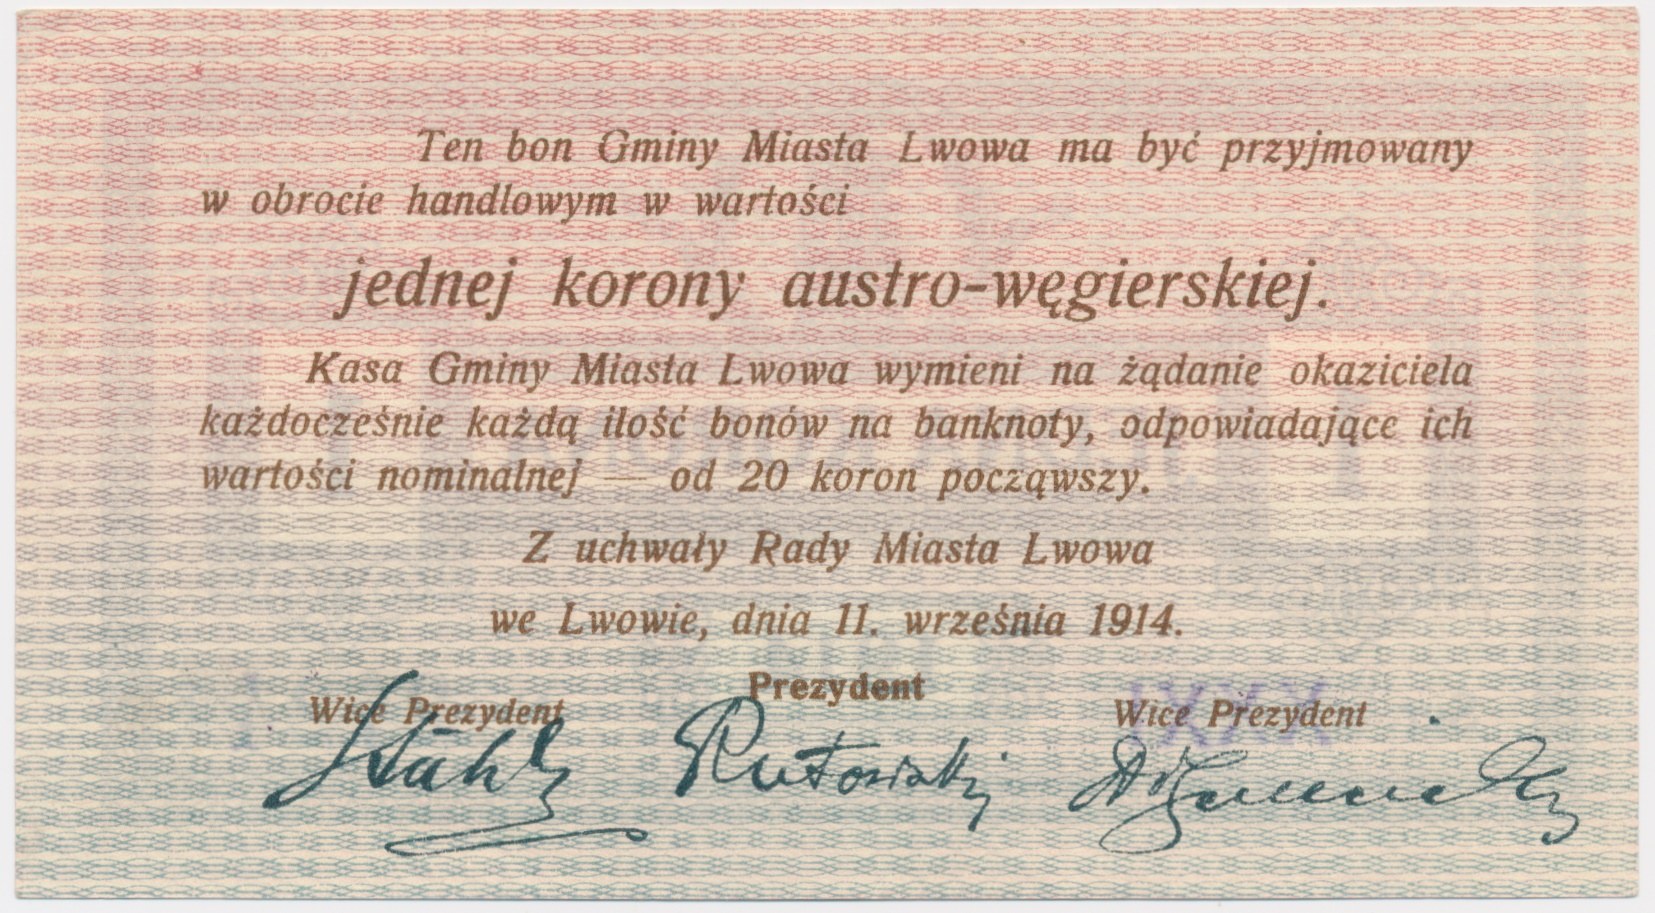 Ten bon Gminy Miasta Lwowa ma być przyjmowany
w obrocie handlowym w wartości
jednej korony austro-węgierskiej.
Kasa Gminy Miasta Lwowa wymieni na żądanie okaziciela
każdocześnie każdą ilość bonów na banknoty, odpowiadające ich
wartości nominalnej — od 20 koron począwszy.
Z uchwały Rady Miasta Lwowa
we Lwowie, dnia 11. września 1914.
Prezydent
Wice Prezydent Wice Prezydent
Stahl Rutowski